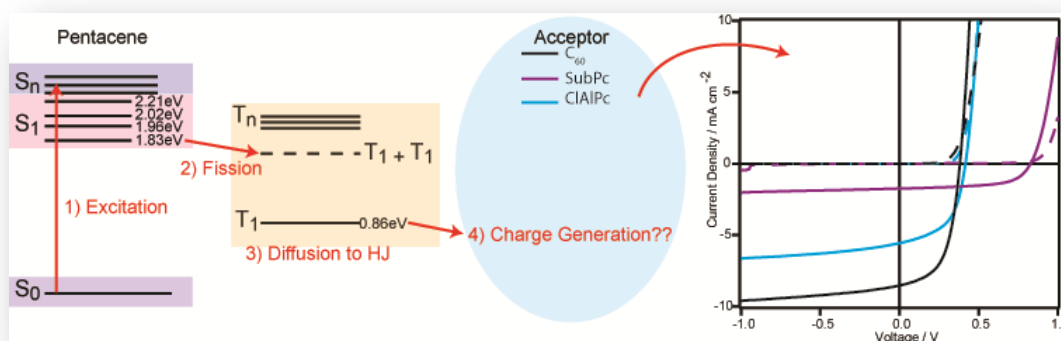 Pentacene
Sn
2.21eV
2.02eV
S1
1.96eV
1.83eV
2) Fission
1) Excitation
S0
Tn
T1 + T1
T1
0.86eV
3) Diffusion to HJ
4) Charge Generation??
Acceptor
C60
SubPc
ClAlPc
Current Density / mA cm -2
10
5
0
-5
-10
-1.0
-0.5
0.0
0.5
1.
Voltage / V